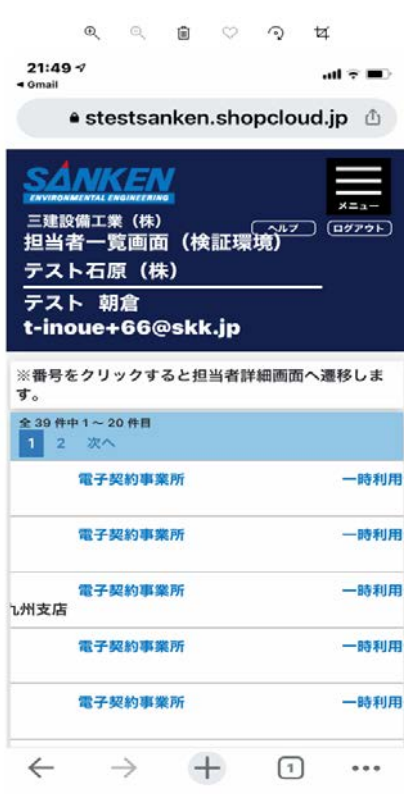 21:49
◀ Gmail
stestsanken.shopcloud.jp
SANKEN
ENVIRONMENTAL ENGINEERING
メニュー
三建設備工業（株）
ヘルプ
ログアウト
担当者一覧画面（検証環境）
テスト石原（株）
テスト 朝倉
t-inoue+66@skk.jp
※番号をクリックすると担当者詳細画面へ遷移しま
す。
全 39 件中 1 ～ 20 件目
1 2 次へ
電子契約事業所 一時利用
電子契約事業所 一時利用
電子契約事業所 一時利用
九州支店
電子契約事業所 一時利用
電子契約事業所 一時利用
1